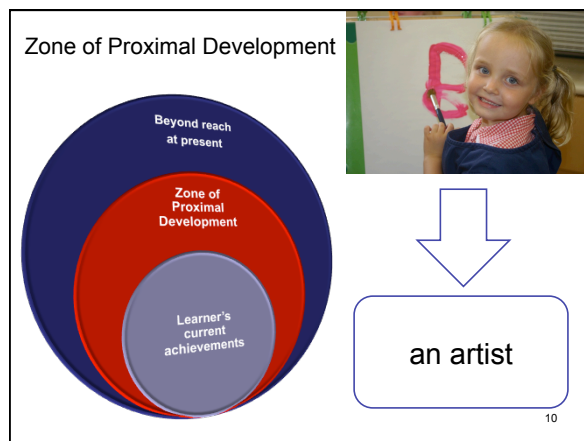 Zone of Proximal Development
Beyond reach
at present
Zone of
Proximal
Development
Learner's
current
achievements
B
an artist
10